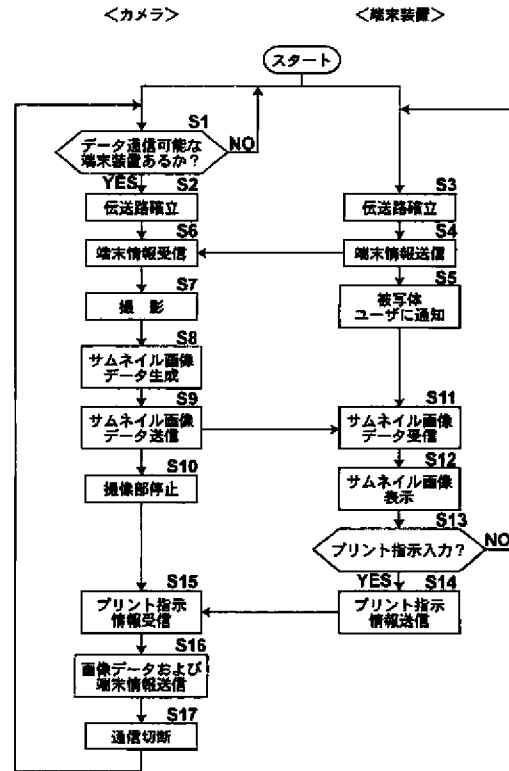 ＜カメラ＞
＜端末装置＞
スタート
S1
データ通信可能な
端末装置あるか？
NO
YES
S2
伝送路確立
S3
伝送路確立
S6
端末情報受信
S4
端末情報送信
S7
撮　影
S5
被写体
ユーザに通知
S8
サムネイル画像
データ生成
S9
サムネイル画像
データ送信
S11
サムネイル画像
データ受信
S10
撮像部停止
S12
サムネイル画像
表示
S13
プリント指示入力？
NO
YES
S15
プリント指示
情報受信
S14
プリント指示
情報送信
S16
画像データおよび
端末情報送信
S17
通信切断